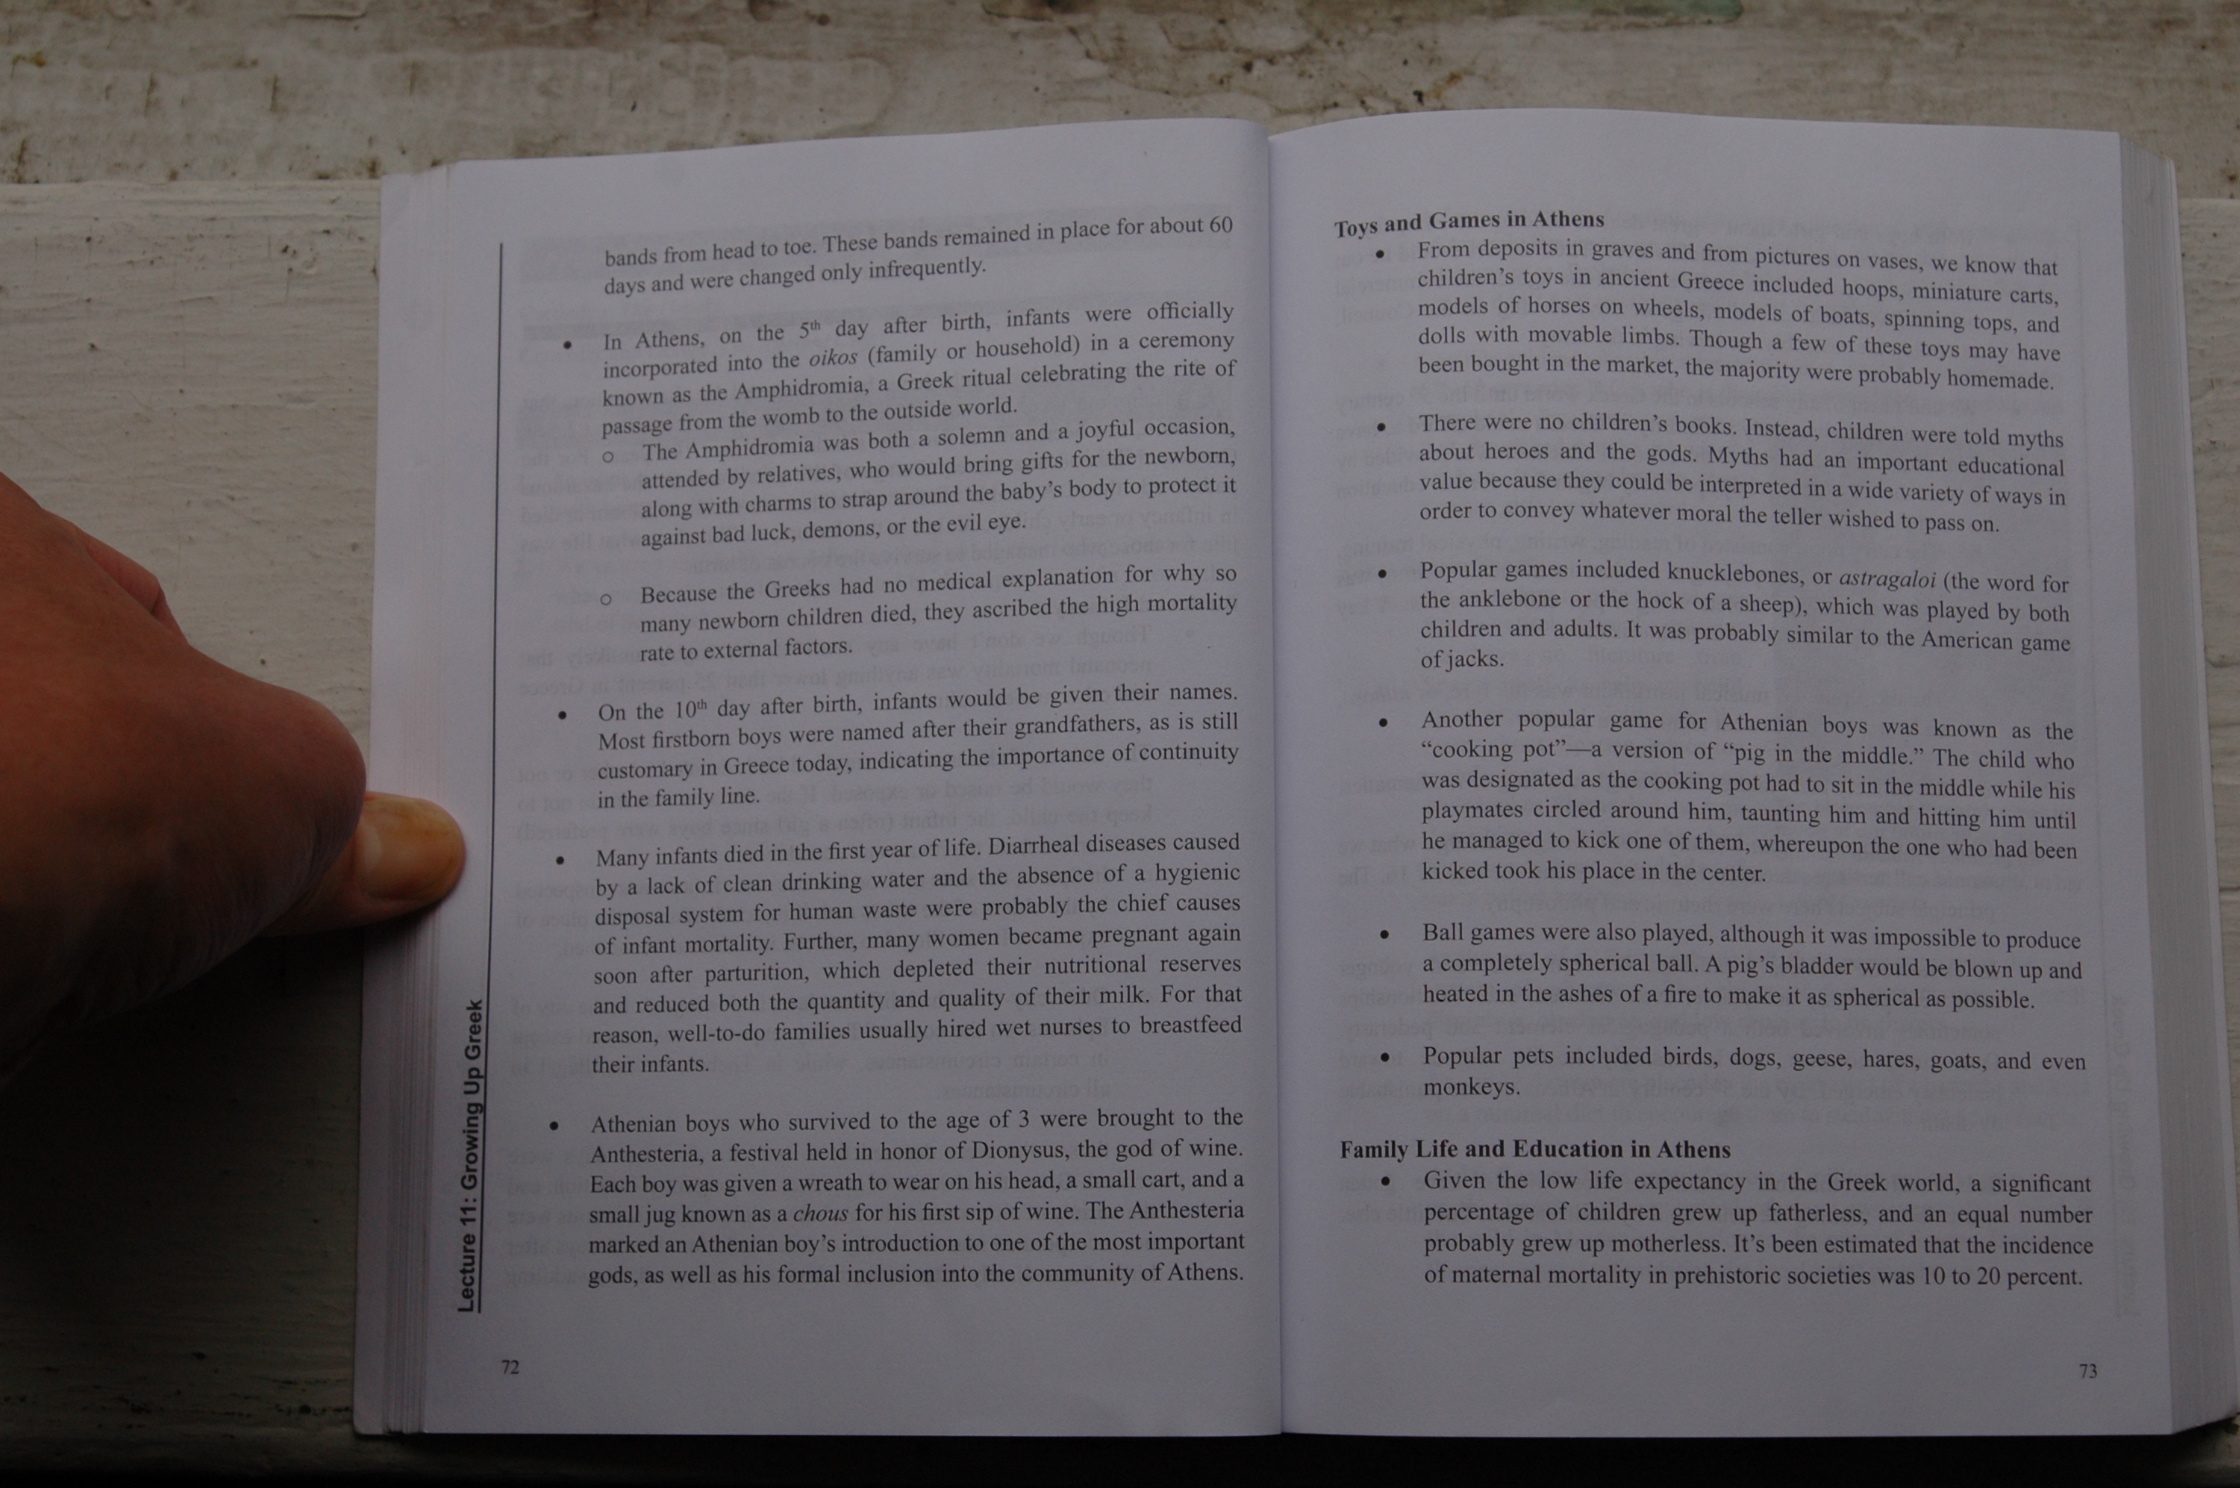 bands from head to toe. These bands remained in place for about 60
days and were changed only infrequently.
• In Athens, on the 5th day after birth, infants were officially
incorporated into the oikos (family or household) in a ceremony
known as the Amphidromia, a Greek ritual celebrating the rite of
passage from the womb to the outside world.
o The Amphidromia was both a solemn and a joyful occasion,
attended by relatives, who would bring gifts for the newborn,
along with charms to strap around the baby's body to protect it
against bad luck, demons, or the evil eye.
o Because the Greeks had no medical explanation for why so
many newborn children died, they ascribed the high mortality
rate to external factors.
• On the 10th day after birth, infants would be given their names.
Most firstborn boys were named after their grandfathers, as is still
customary in Greece today, indicating the importance of continuity
in the family line.
• Many infants died in the first year of life. Diarrheal diseases caused
by a lack of clean drinking water and the absence of a hygienic
disposal system for human waste were probably the chief causes
of infant mortality. Further, many women became pregnant again
soon after parturition, which depleted their nutritional reserves
and reduced both the quantity and quality of their milk. For that
reason, well-to-do families usually hired wet nurses to breastfeed
their infants.
• Athenian boys who survived to the age of 3 were brought to the
Anthesteria, a festival held in honor of Dionysus, the god of wine.
Each boy was given a wreath to wear on his head, a small cart, and a
small jug known as a chous for his first sip of wine. The Anthesteria
marked an Athenian boy's introduction to one of the most important
gods, as well as his formal inclusion into the community of Athens.
Lecture 11: Growing Up Greek
72
Toys and Games in Athens
• From deposits in graves and from pictures on vases, we know that
children's toys in ancient Greece included hoops, miniature carts,
models of horses on wheels, models of boats, spinning tops, and
dolls with movable limbs. Though a few of these toys may have
been bought in the market, the majority were probably homemade.
• There were no children's books. Instead, children were told myths
about heroes and the gods. Myths had an important educational
value because they could be interpreted in a wide variety of ways in
order to convey whatever moral the teller wished to pass on.
• Popular games included knucklebones, or astragaloi (the word for
the anklebone or the hock of a sheep), which was played by both
children and adults. It was probably similar to the American game
of jacks.
• Another popular game for Athenian boys was known as the
“cooking pot”—a version of “pig in the middle.” The child who
was designated as the cooking pot had to sit in the middle while his
playmates circled around him, taunting him and hitting him until
he managed to kick one of them, whereupon the one who had been
kicked took his place in the center.
• Ball games were also played, although it was impossible to produce
a completely spherical ball. A pig's bladder would be blown up and
heated in the ashes of a fire to make it as spherical as possible.
• Popular pets included birds, dogs, geese, hares, goats, and even
monkeys.
Family Life and Education in Athens
• Given the low life expectancy in the Greek world, a significant
percentage of children grew up fatherless, and an equal number
probably grew up motherless. It's been estimated that the incidence
of maternal mortality in prehistoric societies was 10 to 20 percent.
73